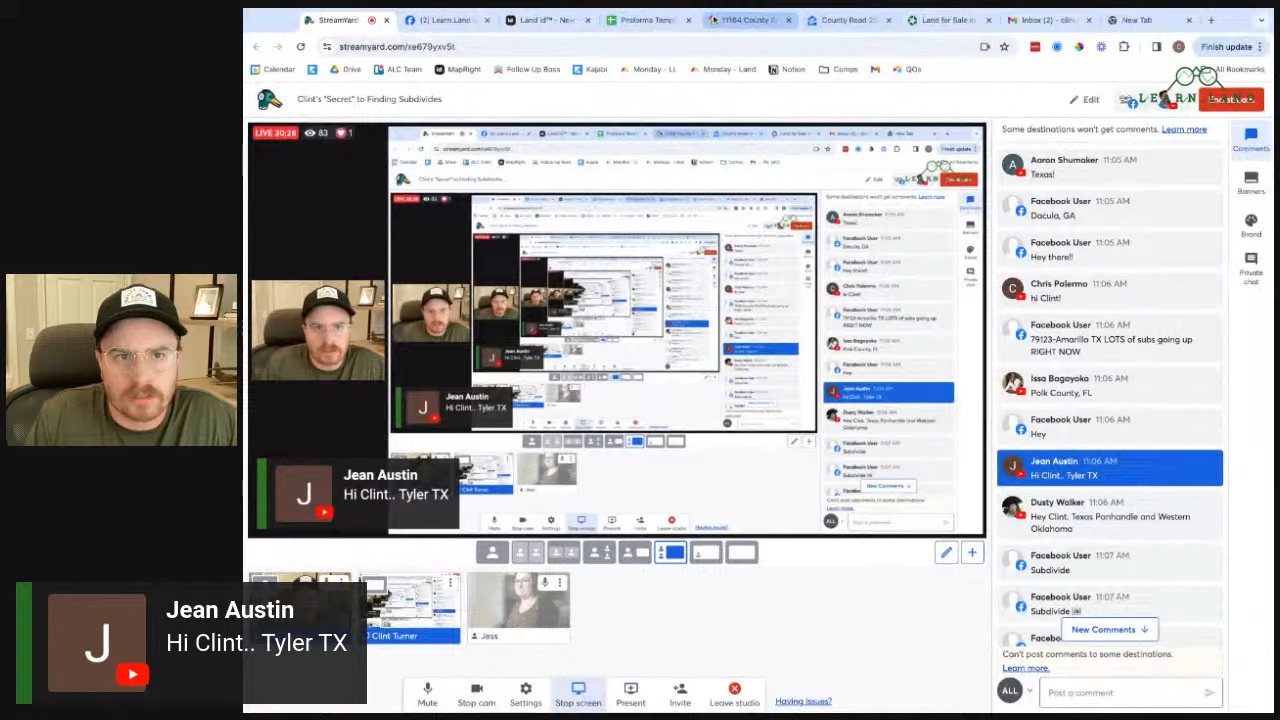 StreamYard
(2) Learn Land
Land id™ - New
Proforma Temp
11164 County R
County Road 2
Land for Sale in
Inbox (2) - clint
New Tab
streamyard.com/xe679yxv5t
Finish update
Calendar
Drive
ALC Team
MapRight
Follow Up Boss
Kajabi
Monday - LL
Monday - Land
Notion
Comps
QOs
All Bookmarks
Clint's "Secret" to Finding Subdivides
Edit
LEARN LAND
LIVE 30:28
83
1
Some destinations won't get comments. Learn more
Aaron Shumaker 11:05 AM
Texas!
Facebook User 11:05 AM
Dacula, GA
Facebook User 11:05 AM
Hey there!!
Chris Palermo 11:06 AM
hi Clint!
Facebook User 11:06 AM
79123-Amarillo TX LOTS of subs going up
RIGHT NOW
Issa Bagayoka 11:06 AM
Polk County, FL
Facebook User 11:06 AM
Hey
Jean Austin 11:06 AM
Hi Clint.. Tyler TX
Dusty Walker 11:06 AM
Hey Clint. Texas Panhandle and Western
Oklahoma
Facebook User 11:07 AM
Subdivide
Facebook User 11:07 AM
Subdivide
New Comments
Can't post comments to some destinations.
Learn more.
ALL
Post a comment
Comments
Banners
Brand
Private
chat
Jean Austin
Hi Clint.. Tyler TX
Clint Turner
Jess
Mute
Stop cam
Settings
Stop screen
Present
Invite
Leave studio
Having issues?
J
Jean Austin
Hi Clint.. Tyler TX